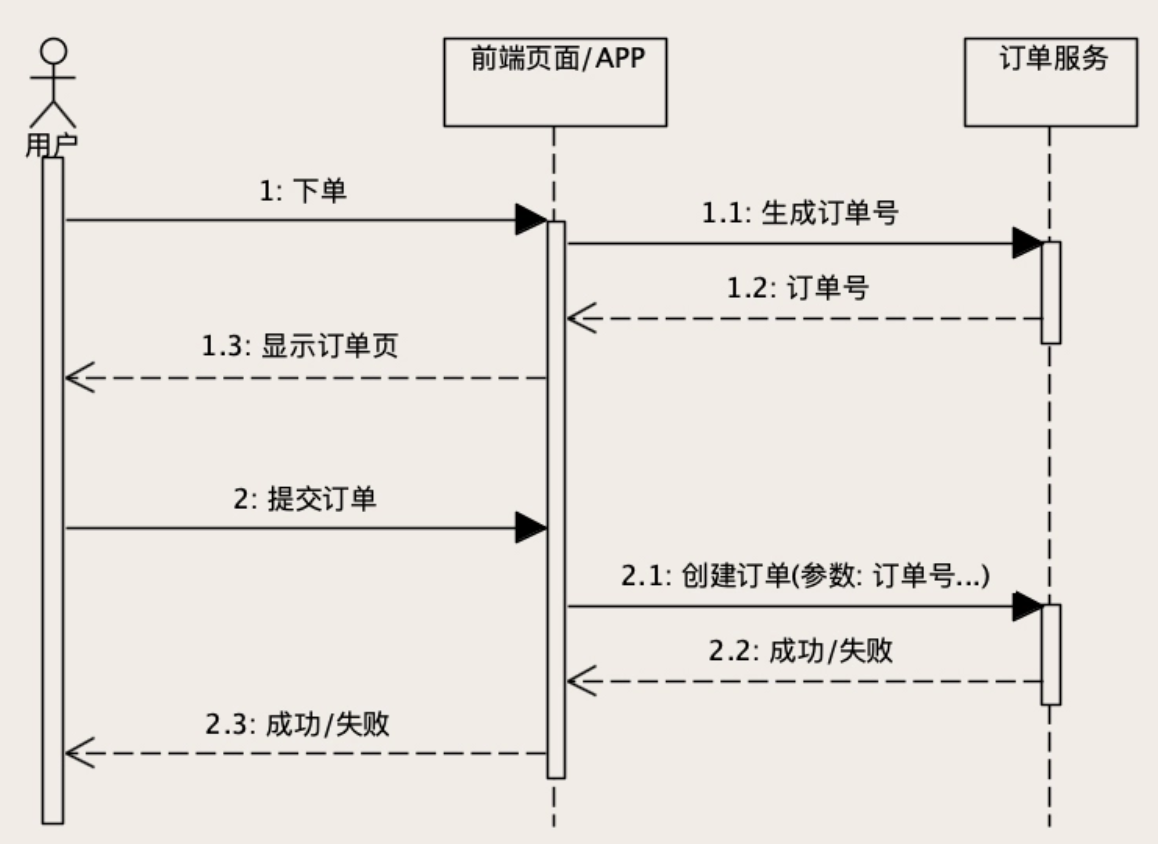 前端页面/APP
订单服务
用户
1: 下单
1.1: 生成订单号
1.2: 订单号
1.3: 显示订单页
2: 提交订单
2.1: 创建订单(参数: 订单号...)
2.2: 成功/失败
2.3: 成功/失败